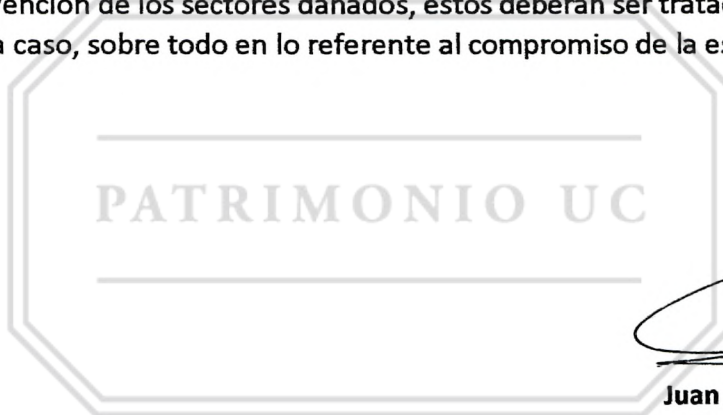 vención de los sectores dañados, estos deberán ser trata
a caso, sobre todo en lo referente al compromiso de la e
PATRIMONIO UC
Juan